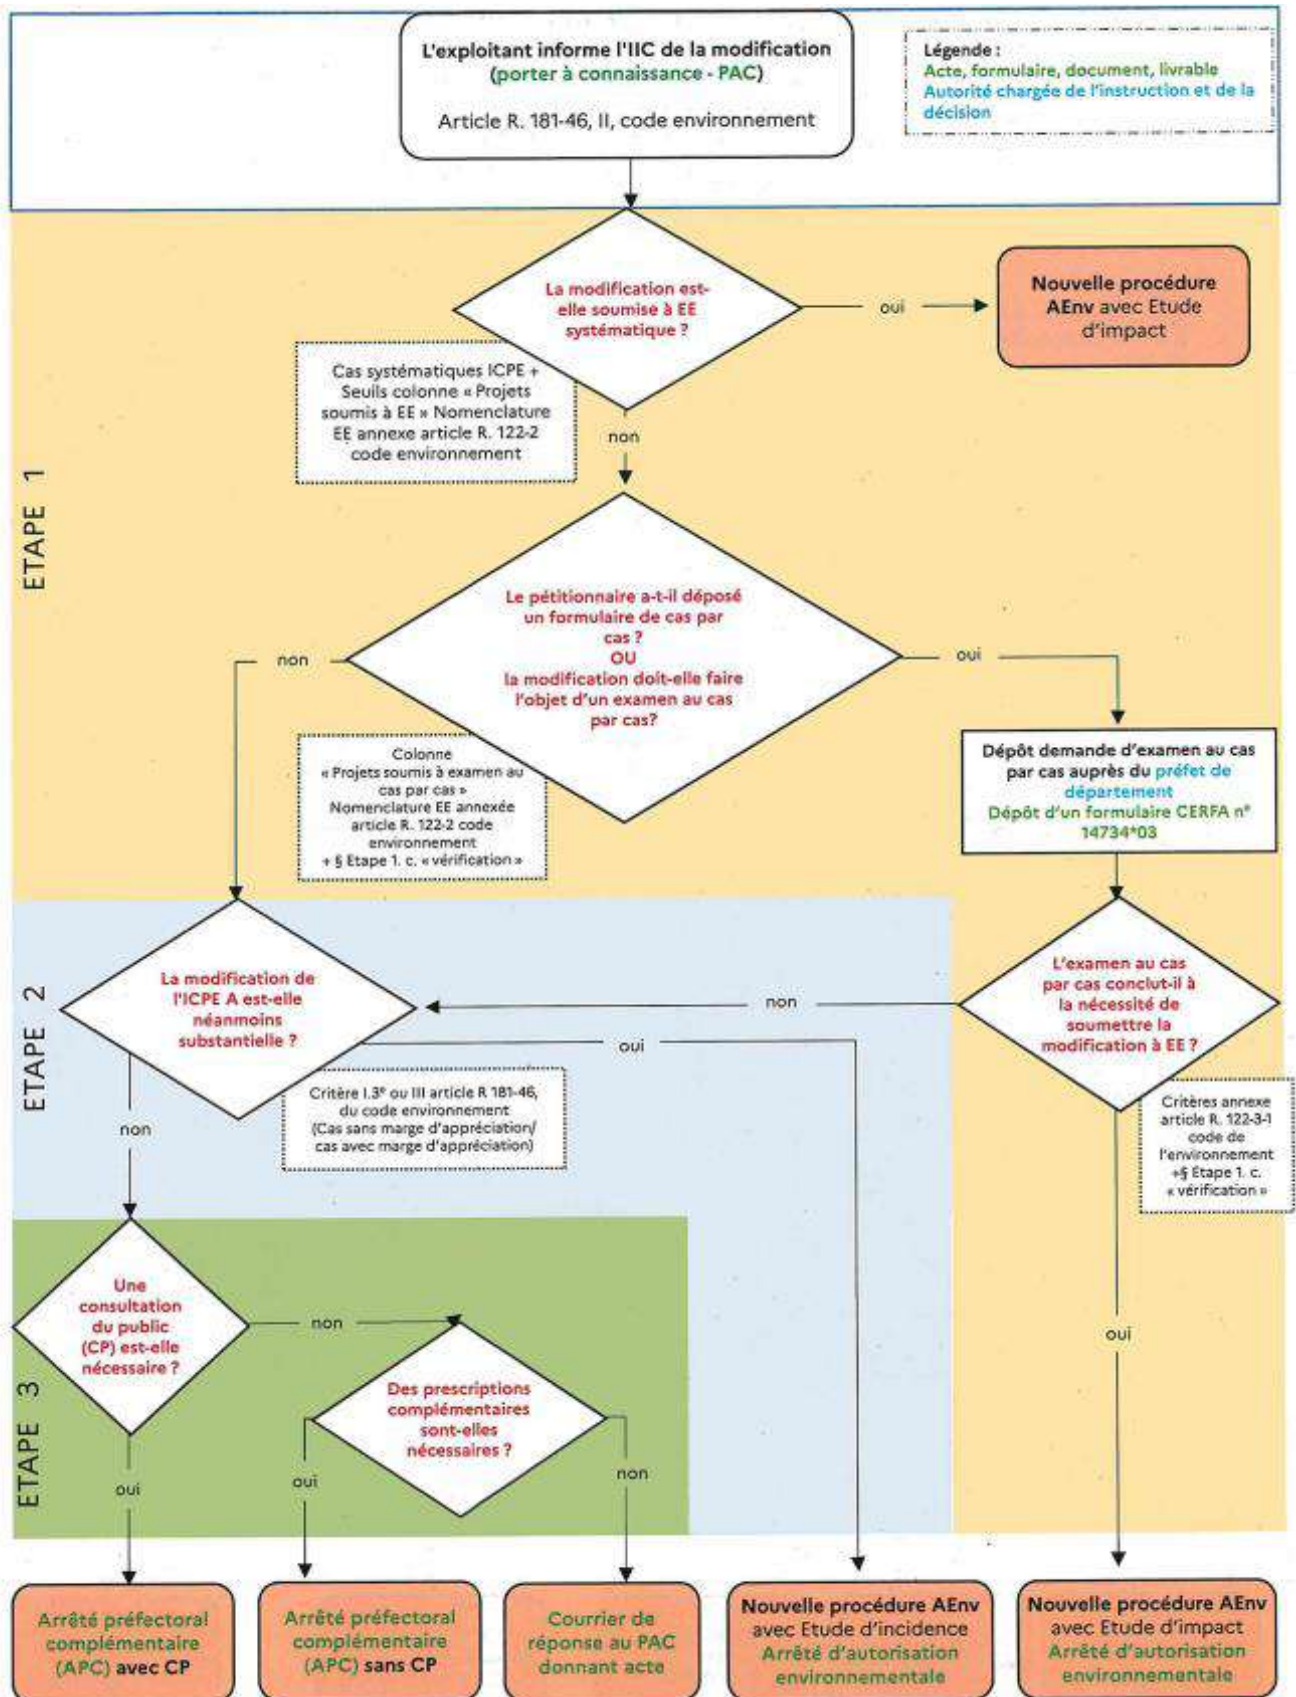 L'exploitant informe l'IIC de la modification
(porter à connaissance - PAC)
Article R. 181-46, II, code environnement
Légende :
Acte, formulaire, document, livrable
Autorité chargée de l'instruction et de la
décision
ETAPE 1
La modification est-
elle soumise à EE
systématique ?
oui
Nouvelle procédure
AEnv avec Etude
d'impact
Cas systématiques ICPE +
Seuils colonne « Projets
soumis à EE » Nomenclature
EE annexe article R. 122-2
code environnement
non
Le pétitionnaire a-t-il déposé
un formulaire de cas par
cas ?
OU
la modification doit-elle faire
l'objet d'un examen au cas
par cas?
non
oui
Colonne
« Projets soumis à examen au
cas par cas »
Nomenclature EE annexée
article R. 122-2 code
environnement
+ § Etape 1. c. « vérification »
Dépôt demande d'examen au cas
par cas auprès du préfet de
département
Dépôt d'un formulaire CERFA n°
14734*03
ETAPE 2
La modification de
l'ICPE A est-elle
néanmoins
substantielle ?
non
L'examen au cas
par cas conclut-il à
la nécessité de
soumettre la
modification à EE ?
oui
non
Critère I.3° ou III article R 181-46,
du code environnement
(Cas sans marge d'appréciation/
cas avec marge d'appréciation)
Critères annexe
article R. 122-3-1
code de
l'environnement
+§ Etape 1. c.
« vérification »
ETAPE 3
Une
consultation
du public
(CP) est-elle
nécessaire ?
non
oui
Des prescriptions
complémentaires
sont-elles
nécessaires ?
oui
oui
non
Arrêté préfectoral
complémentaire
(APC) avec CP
Arrêté préfectoral
complémentaire
(APC) sans CP
Courrier de
réponse au PAC
donnant acte
Nouvelle procédure AEnv
avec Etude d'incidence
Arrêté d'autorisation
environnementale
Nouvelle procédure AEnv
avec Etude d'impact
Arrêté d'autorisation
environnementale